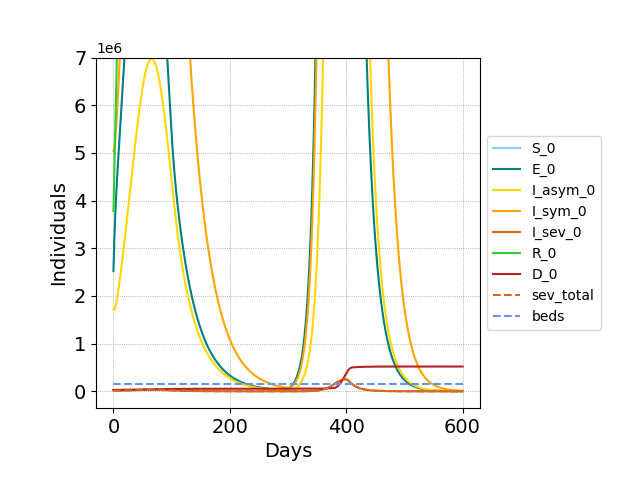 1e6
7
6
5
4
3
2
1
0
Individuals
0 200 400 600
Days
S_0
E_0
I_asym_0
I_sym_0
I_sev_0
R_0
D_0
sev_total
beds